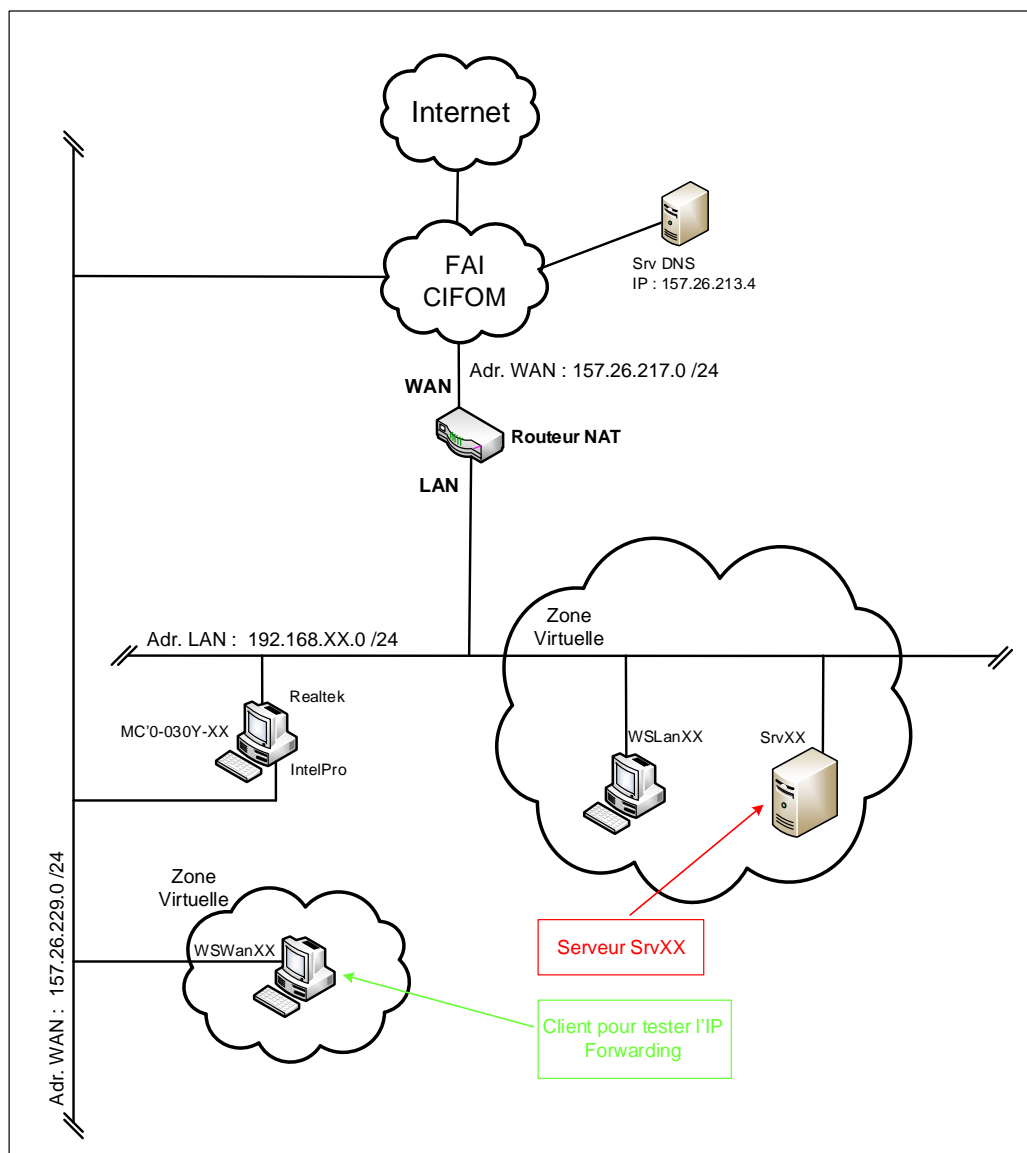 Internet
FAI
CIFOM
Srv DNS
IP : 157.26.213.4
Adr. WAN : 157.26.217.0 /24
WAN
Routeur NAT
LAN
Zone
Virtuelle
Adr. LAN : 192.168.XX.0 /24
Realtek
MC'0-030Y-XX
IntelPro
WSLanXX
SrvXX
Adr. WAN : 157.26.229.0 /24
Zone
Virtuelle
WSWanXX
Serveur SrvXX
Client pour tester l'IP
Forwarding